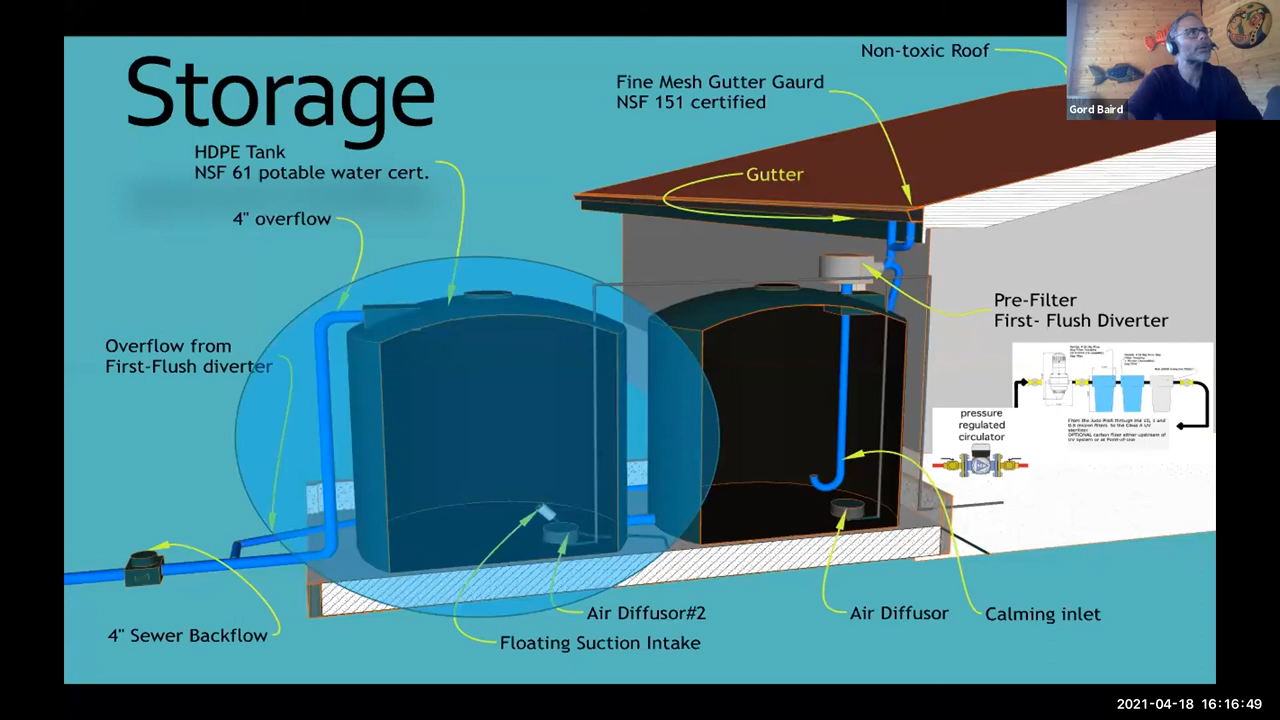 Storage
Non-toxic Roof
Gord Baird
Fine Mesh Gutter Gaurd
NSF 151 certified
HDPE Tank
NSF 61 potable water cert.
Gutter
4" overflow
Pre-Filter
First- Flush Diverter
Overflow from
First-Flush diverter
pressure
regulated
circulator
4" Sewer Backflow
Air Diffusor#2
Floating Suction Intake
Air Diffusor
Calming inlet
2021-04-18 16:16:49